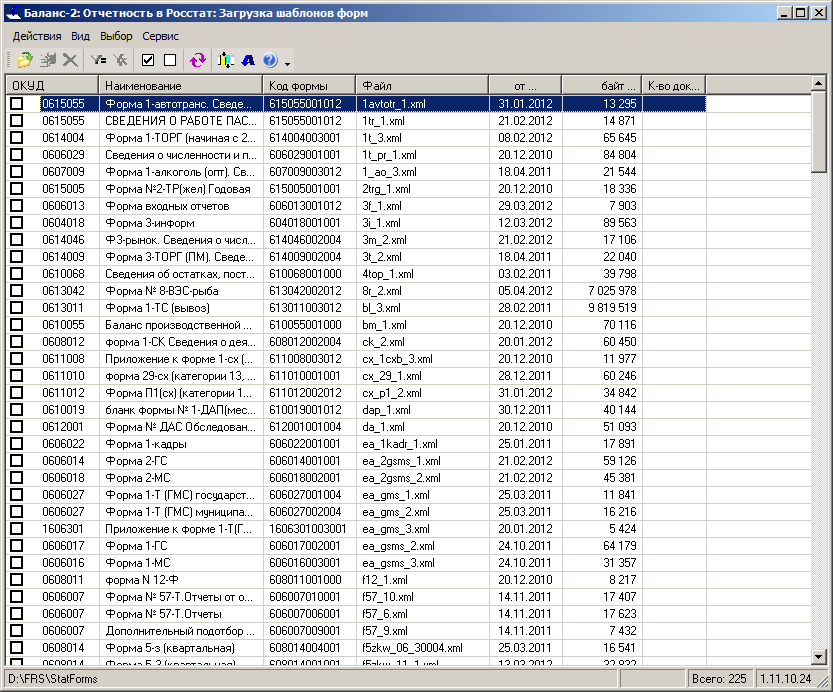 Баланс-2: Отчетность в Росстат: Загрузка шаблонов форм
Действия Вид Выбор Сервис
ОКУД Наименование Код формы Файл от ... байт ... К-во док...
0615055 Форма 1-автотранс. Сведе... 615055001012 1avtotr_1.xml 31.01.2012 13 295
0615055 СВЕДЕНИЯ О РАБОТЕ ПАС... 615055001012 1tr_1.xml 21.02.2012 14 871
0614004 Форма 1-ТОРГ (начиная с 2... 614004003001 1t_3.xml 08.02.2012 65 645
0606029 Сведения о численности и п... 606029001001 1t_pr_1.xml 20.12.2010 84 804
0607009 Форма 1-алкоголь (опт). Св... 607009003012 1_ao_3.xml 18.04.2011 21 544
0615005 Форма №2-ТР(жел) Годовая 615005001001 2trg_1.xml 20.12.2010 18 336
0606013 Форма входных отчетов 606013001012 3f_1.xml 29.03.2012 7 903
0604018 Форма 3-информ 604018001001 3i_1.xml 12.03.2012 89 563
0614046 Ф3-рынок. Сведения о числ... 614046002004 3m_2.xml 21.02.2012 17 106
0614009 Форма 3-ТОРГ (ПМ). Сведе... 614009002004 3t_2.xml 18.04.2011 22 040
0610068 Сведения об остатках, пост... 610068001000 4top_1.xml 03.02.2011 39 798
0613042 Форма № 8-ВЭС-рыба 613042002012 8r_2.xml 05.04.2012 7 025 978
0613011 Форма 1-ТС (вывоз) 613011003012 bl_3.xml 28.02.2011 9 819 519
0610055 Баланс производственной ... 610055001000 bm_1.xml 20.12.2010 70 116
0608012 форма 1-СК Сведения о дея... 608012002004 ck_2.xml 20.01.2012 60 450
0611008 Приложение к форме 1-сх (... 611008003012 cx_1cxb_3.xml 20.12.2010 11 977
0611010 форма 29-сх (категории 13, ... 611010001001 cx_29_1.xml 28.12.2011 60 246
0611012 Форма П1(сх) (категории 1... 611012002012 cx_p1_2.xml 31.01.2012 34 842
0610019 бланк формы № 1-ДАП(мес... 610019001012 dap_1.xml 30.12.2011 40 144
0612001 Форма № ДАС Обследован... 612001001004 da_1.xml 20.12.2010 51 093
0606022 Форма 1-кадры 606022001001 ea_1kadr_1.xml 25.01.2011 17 891
0606014 Форма 2-ГС 606014001001 ea_2gsms_1.xml 21.02.2012 59 126
0606018 Форма 2-МС 606018002001 ea_2gsms_2.xml 21.02.2012 45 381
0606027 Форма 1-Т (ГМС) государст... 606027001004 ea_gms_1.xml 25.03.2011 11 841
0606027 Форма 1-Т (ГМС) муниципа... 606027001004 ea_gms_2.xml 25.03.2011 16 216
1606301 Приложение к форме 1-Т(Г... 1606301003001 ea_gms_3.xml 20.01.2012 5 424
0606017 Форма 1-ГС 606017002001 ea_gsms_2.xml 24.10.2011 64 179
0606016 Форма 1-МС 606016003001 ea_gsms_3.xml 24.10.2011 31 357
0608011 форма N 12-Ф 608011001000 f12_1.xml 20.12.2010 8 217
0606007 Форма № 57-Т.Отчеты от о... 606007010001 f57_10.xml 14.11.2011 17 407
0606007 Форма № 57-Т.Отчеты 606007006001 f57_6.xml 14.11.2011 17 623
0606007 Дополнительный подотбор ... 606007009001 f57_9.xml 14.11.2011 7 432
0608014 Форма 5-з (квартальная) 608014004001 f5zkw_06_30004.xml 25.03.2011 16 541
0608014 Форма 5-З (квартальная) 608014001001 f5zkw_11_1.xml 13.03.2012 32 832
D:\FRS\StatForms Всего: 225 1.11.10.24